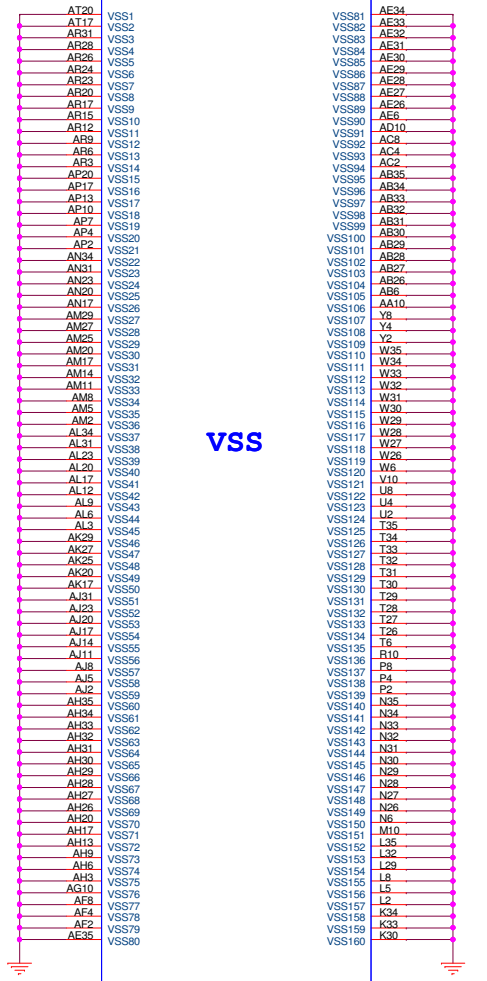 AT20 VSS1 VSS81 AE34
AT17 VSS2 VSS82 AE33
AR31 VSS3 VSS83 AE32
AR28 VSS4 VSS84 AE31
AR26 VSS5 VSS85 AE30
AR24 VSS6 VSS86 AE29
AR23 VSS7 VSS87 AE28
AR20 VSS8 VSS88 AE27
AR17 VSS9 VSS89 AE26
AR15 VSS10 VSS90 AE6
AR12 VSS11 VSS91 AD10
AR9 VSS12 VSS92 AC8
AR6 VSS13 VSS93 AC4
AR3 VSS14 VSS94 AC2
AP20 VSS15 VSS95 AB35
AP17 VSS16 VSS96 AB34
AP13 VSS17 VSS97 AB33
AP10 VSS18 VSS98 AB32
AP7 VSS19 VSS99 AB31
AP4 VSS20 VSS100 AB30
AP2 VSS21 VSS101 AB29
AN34 VSS22 VSS102 AB28
AN31 VSS23 VSS103 AB27
AN23 VSS24 VSS104 AB26
AN20 VSS25 VSS105 AB6
AN17 VSS26 VSS106 AA10
AM29 VSS27 VSS107 Y8
AM27 VSS28 VSS108 Y4
AM25 VSS29 VSS109 Y2
AM20 VSS30 VSS110 W35
AM17 VSS31 VSS111 W34
AM14 VSS32 VSS112 W33
AM11 VSS33 VSS113 W32
AM8 VSS34 VSS114 W31
AM5 VSS35 VSS115 W30
AM2 VSS36 VSS116 W29
AL34 VSS37 VSS117 W28
VSS
AL31 VSS38 VSS118 W27
AL23 VSS39 VSS119 W26
AL20 VSS40 VSS120 W6
AL17 VSS41 VSS121 V10
AL12 VSS42 VSS122 U8
AL9 VSS43 VSS123 U4
AL6 VSS44 VSS124 U2
AL3 VSS45 VSS125 T35
AK29 VSS46 VSS126 T34
AK27 VSS47 VSS127 T33
AK25 VSS48 VSS128 T32
AK20 VSS49 VSS129 T31
AK17 VSS50 VSS130 T30
AJ31 VSS51 VSS131 T29
AJ23 VSS52 VSS132 T28
AJ20 VSS53 VSS133 T27
AJ17 VSS54 VSS134 T26
AJ14 VSS55 VSS135 T6
AJ11 VSS56 VSS136 R10
AJ8 VSS57 VSS137 P8
AJ5 VSS58 VSS138 P4
AJ2 VSS59 VSS139 P2
AH35 VSS60 VSS140 N35
AH34 VSS61 VSS141 N34
AH33 VSS62 VSS142 N33
AH32 VSS63 VSS143 N32
AH31 VSS64 VSS144 N31
AH30 VSS65 VSS145 N30
AH29 VSS66 VSS146 N29
AH28 VSS67 VSS147 N28
AH27 VSS68 VSS148 N27
AH26 VSS69 VSS149 N26
AH20 VSS70 VSS150 N6
AH17 VSS71 VSS151 M10
AH13 VSS72 VSS152 L35
AH9 VSS73 VSS153 L32
AH6 VSS74 VSS154 L29
AH3 VSS75 VSS155 L8
AG10 VSS76 VSS156 L5
AF8 VSS77 VSS157 L2
AF4 VSS78 VSS158 K34
AF2 VSS79 VSS159 K33
AE35 VSS80 VSS160 K30